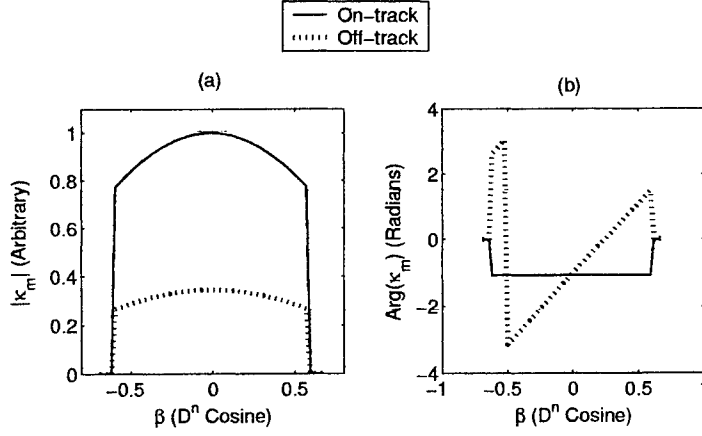 On-track
Off-track
(a)
|κm| (Arbitrary)
1
0.8
0.6
0.4
0.2
0
−0.5
0
0.5
β (Dⁿ Cosine)
(b)
Arg(κm) (Radians)
4
2
0
−2
−4
−1
−0.5
0
0.5
β (Dⁿ Cosine)